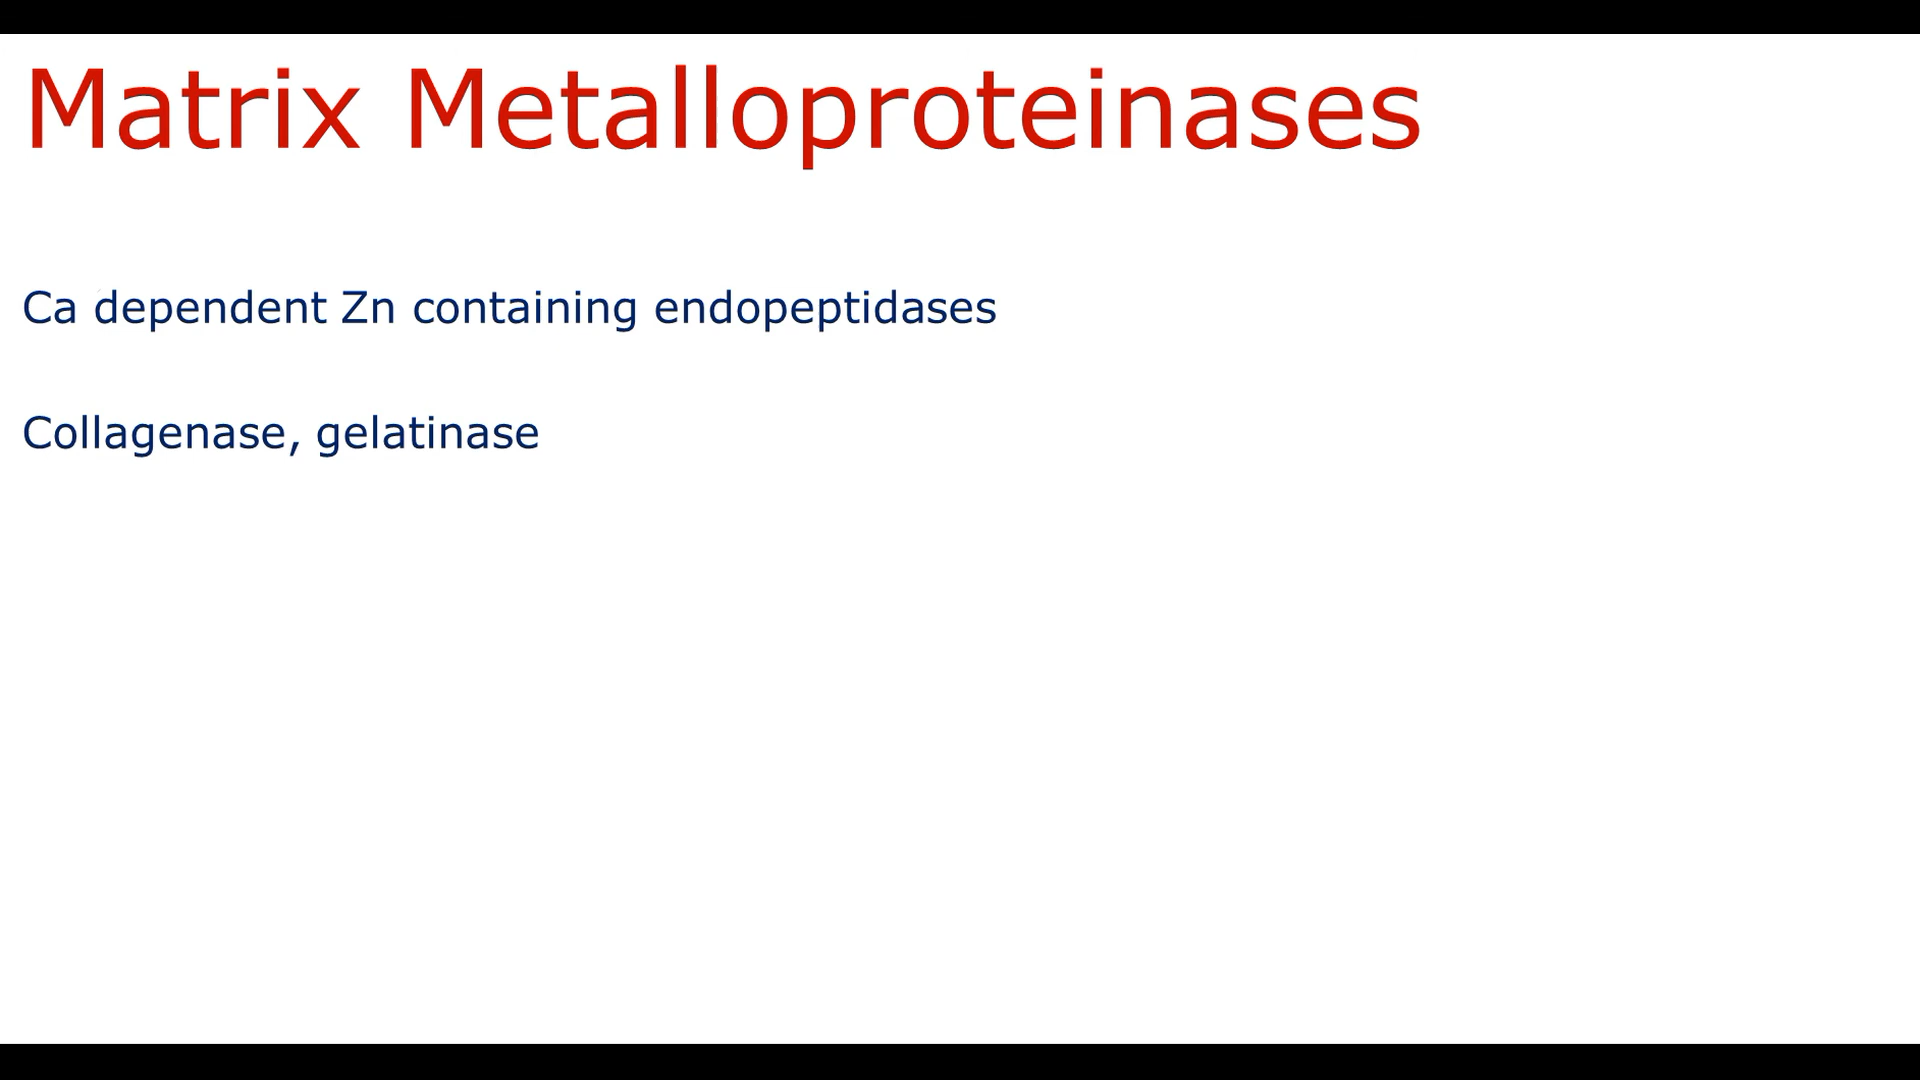 Matrix Metalloproteinases
Ca dependent Zn containing endopeptidases
Collagenase, gelatinase